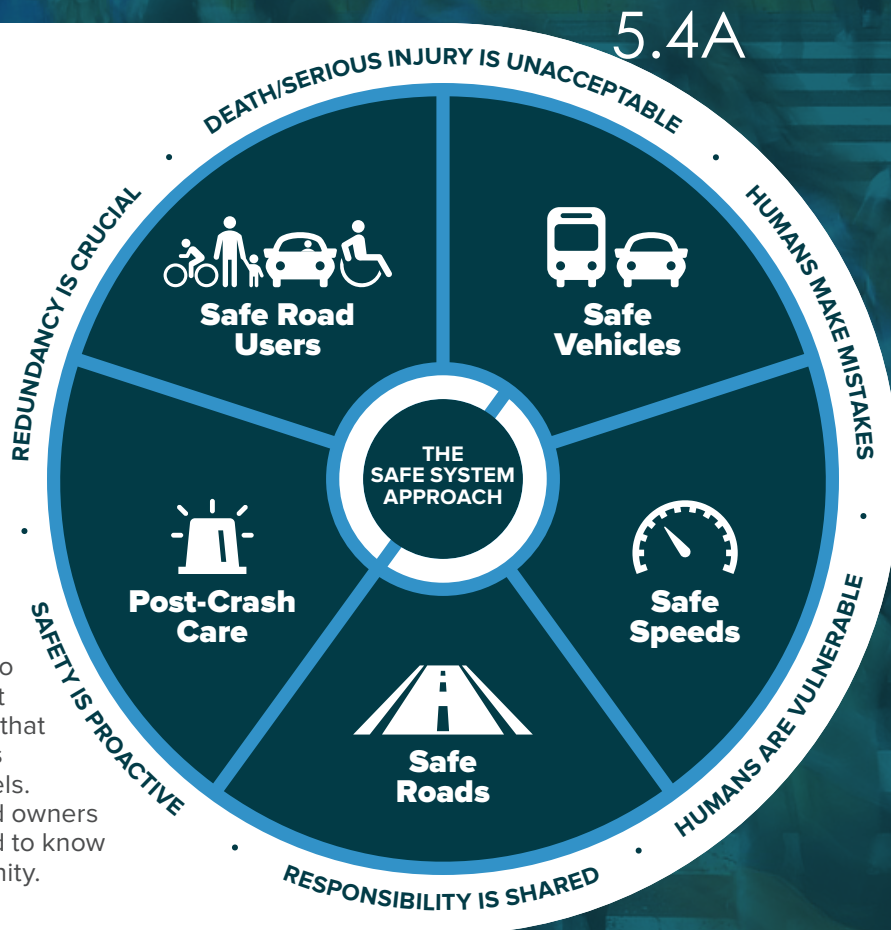 5.4A
DEATH/SERIOUS INJURY IS UNACCEPTABLE
HUMANS MAKE MISTAKES
HUMANS ARE VULNERABLE
RESPONSIBILITY IS SHARED
SAFETY IS PROACTIVE
REDUNDANCY IS CRUCIAL
Safe Road
Users
Safe
Vehicles
THE
SAFE SYSTEM
APPROACH
Post-Crash
Care
Safe
Speeds
Safe
Roads
that
owners
to know